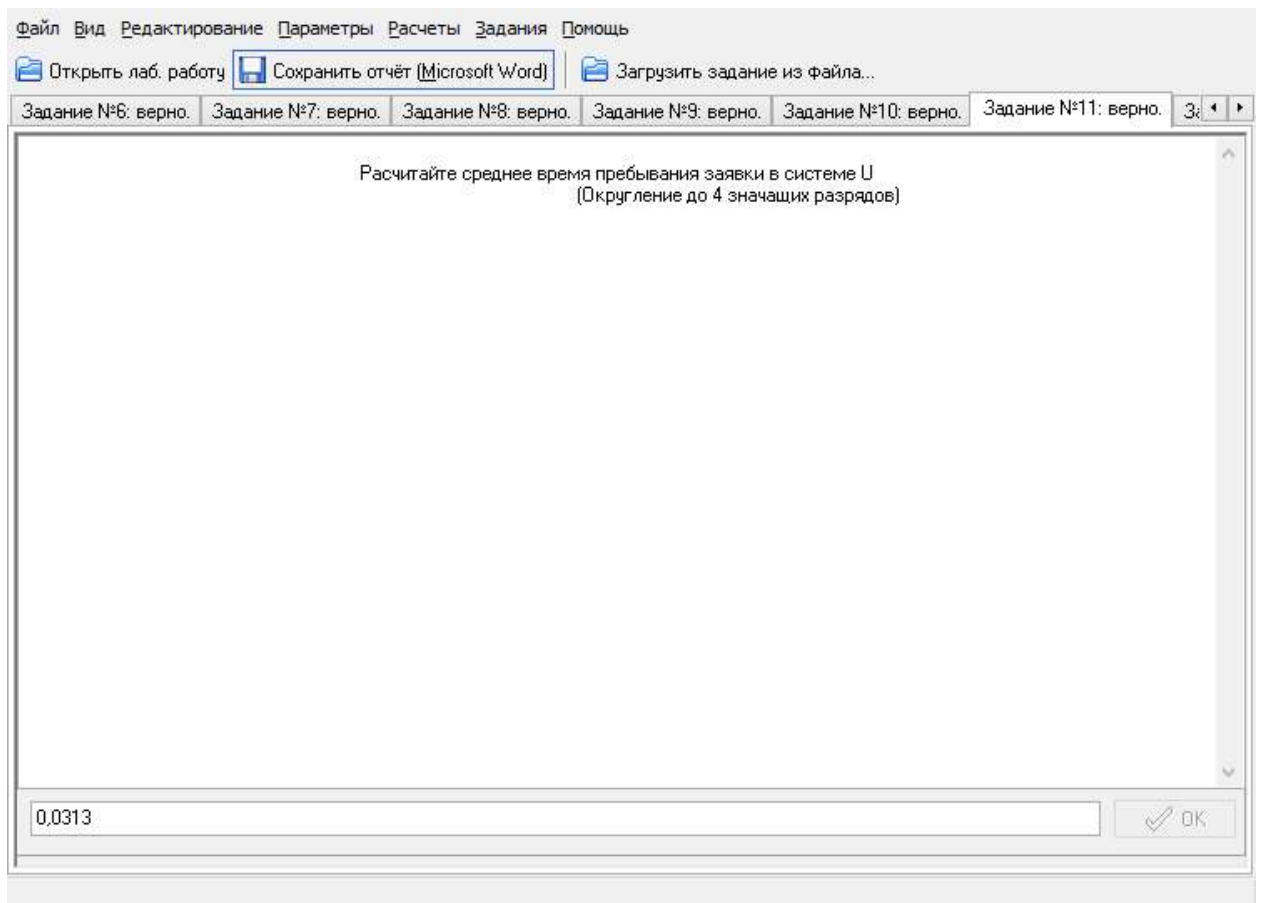 Файл Вид Редактирование Параметры Расчеты Задания Помощь
Открыть лаб. работу Сохранить отчёт (Microsoft Word) Загрузить задание из файла...
Задание №6: верно. Задание №7: верно. Задание №8: верно. Задание №9: верно. Задание №10: верно. Задание №11: верно.
Расчитайте среднее время пребывания заявки в системе U
(Округление до 4 значащих разрядов)
0,0313 OK